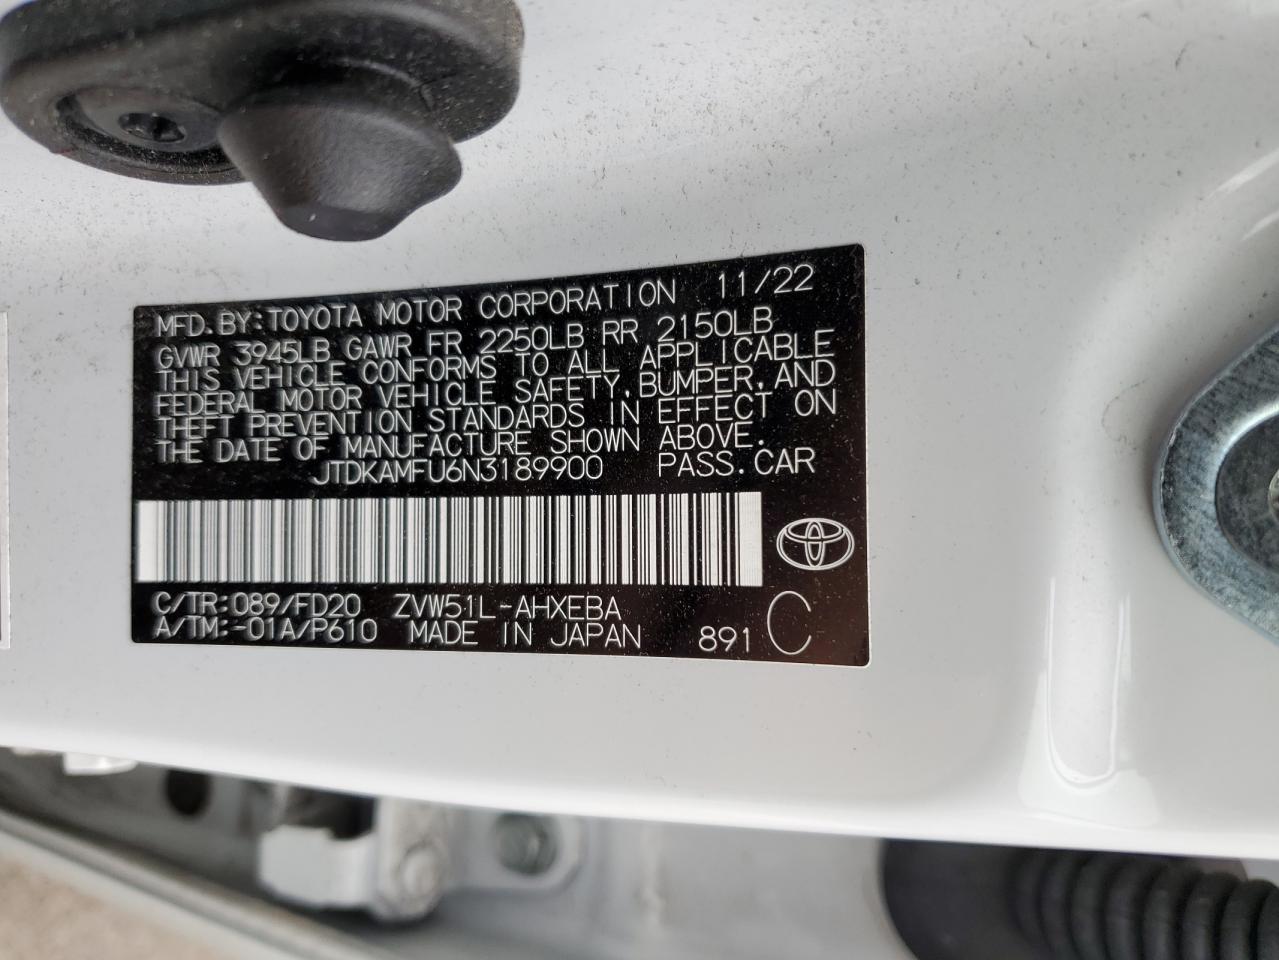 MFD.BY:TOYOTA MOTOR CORPORATION 11/22
GVWR 3945LB GAWR FR 2250LB RR 2150LB
THIS VEHICLE CONFORMS TO ALL APPLICABLE
FEDERAL MOTOR VEHICLE SAFETY,BUMPER,AND
THEFT PREVENTION STANDARDS IN EFFECT ON
THE DATE OF MANUFACTURE SHOWN ABOVE.
JTDKAMFU6N3189900 PASS.CAR
C/TR:089/FD20 ZVW51L-AHXEBA
A/TM:-01A/P610 MADE IN JAPAN 891 C